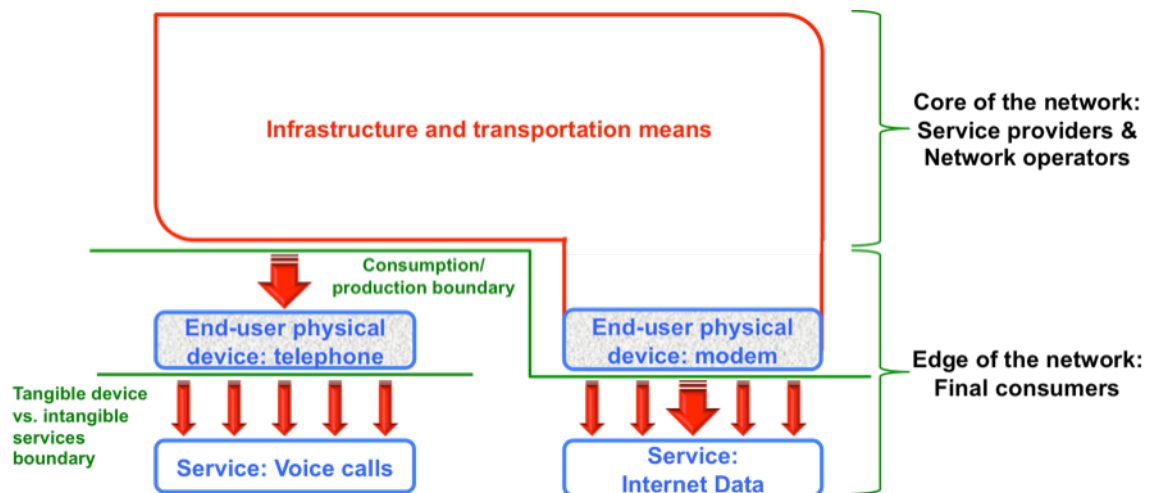 Infrastructure and transportation means
Core of the network:
Service providers &
Network operators
Consumption/
production boundary
End-user physical
device: telephone
End-user physical
device: modem
Edge of the network:
Final consumers
Tangible device
vs. intangible
services
boundary
Service: Voice calls
Service:
Internet Data